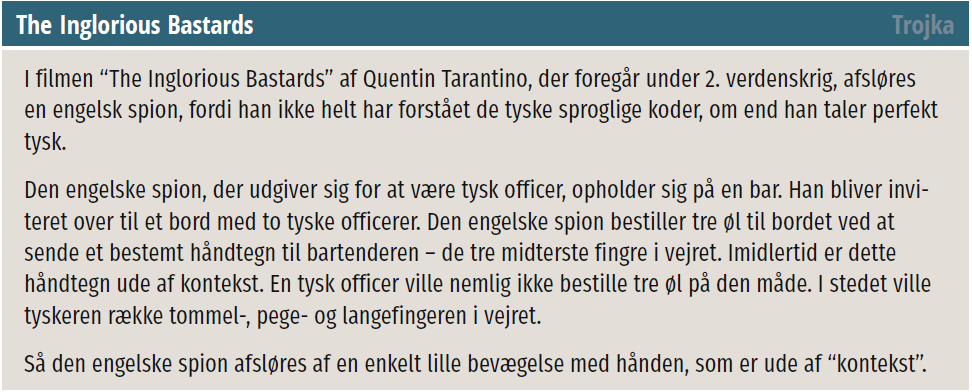 The Inglorious Bastards Trojka
I filmen “The Inglorious Bastards” af Quentin Tarantino, der foregår under 2. verdenskrig, afsløres
en engelsk spion, fordi han ikke helt har forstået de tyske sproglige koder, om end han taler perfekt
tysk.
Den engelske spion, der udgiver sig for at være tysk officer, opholder sig på en bar. Han bliver invi-
teret over til et bord med to tyske officerer. Den engelske spion bestiller tre øl til bordet ved at
sende et bestemt håndtegn til bartenderen – de tre midterste fingre i vejret. Imidlertid er dette
håndtegn ude af kontekst. En tysk officer ville nemlig ikke bestille tre øl på den måde. I stedet ville
tyskeren række tommel-, pege- og langefingeren i vejret.
Så den engelske spion afsløres af en enkelt lille bevægelse med hånden, som er ude af “kontekst”.